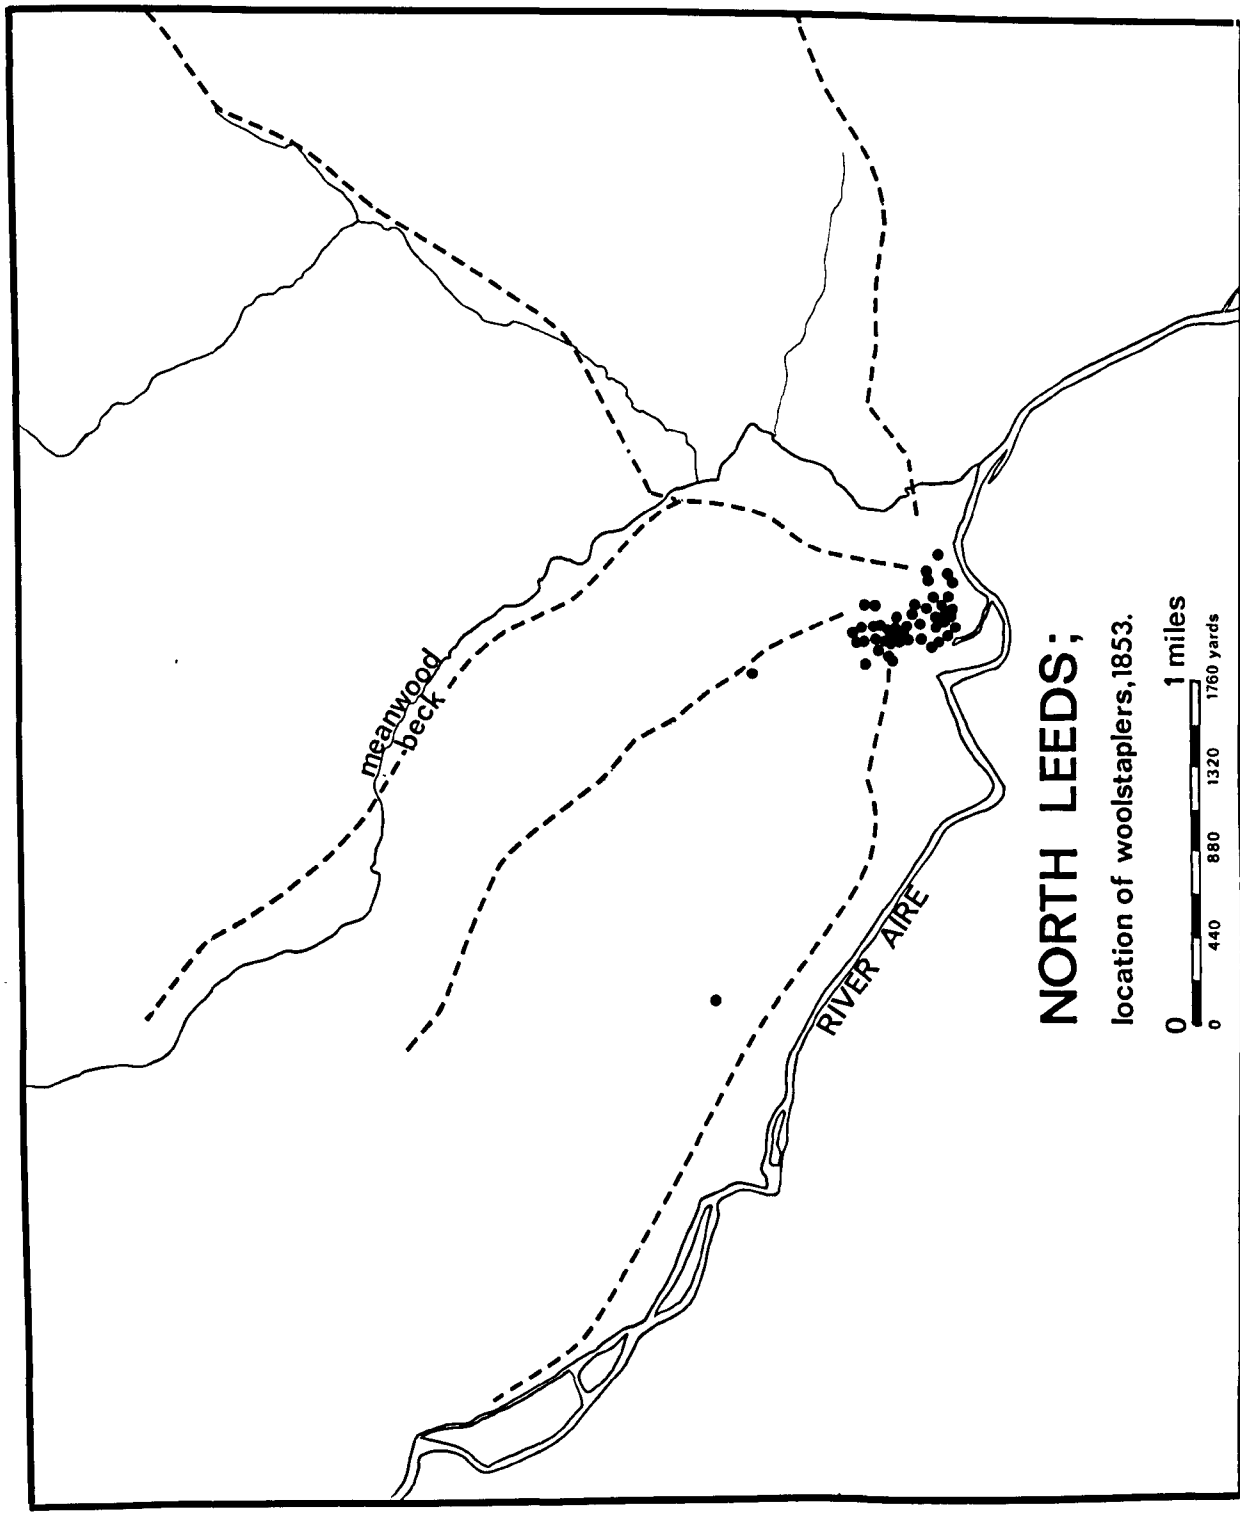 meanwood
beck
RIVER AIRE
NORTH LEEDS;
location of woolstaplers,1853.
0 1 miles
0 440 880 1320 1760 yards